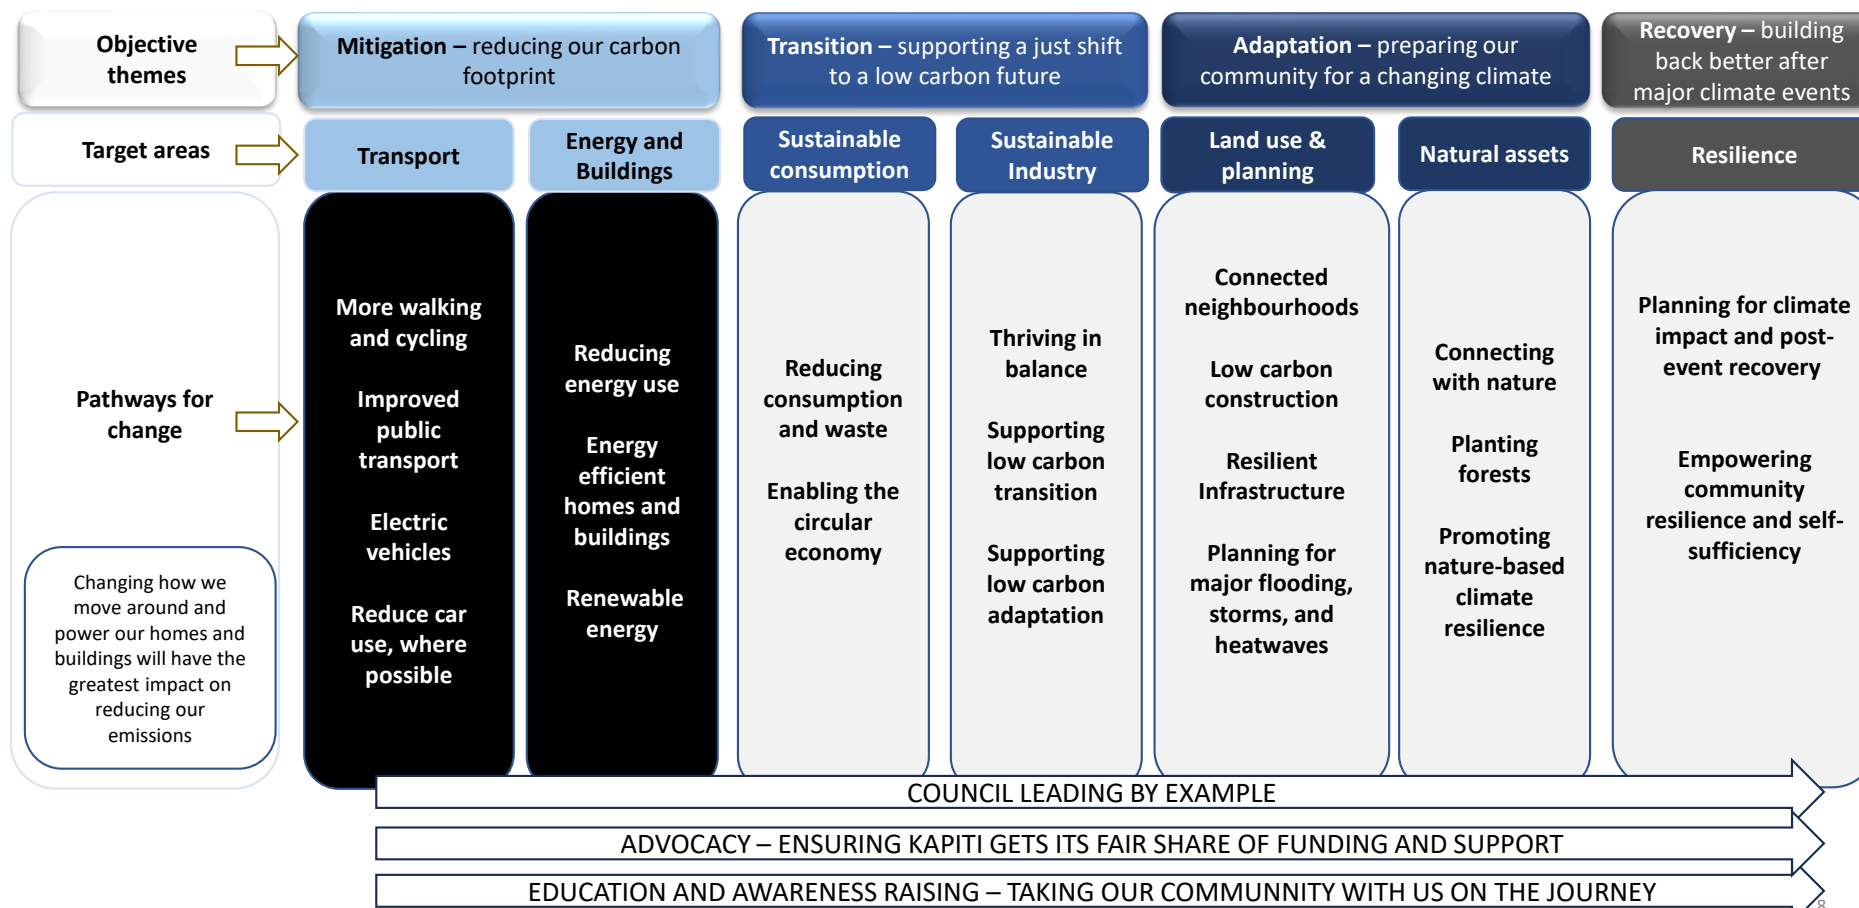 Objective
themes
Mitigation – reducing our carbon
footprint
Transition – supporting a just shift
to a low carbon future
Adaptation – preparing our
community for a changing climate
Recovery – building
back better after
major climate events
Target areas
Transport
Energy and
Buildings
Sustainable
consumption
Sustainable
Industry
Land use &
planning
Natural assets
Resilience
Pathways for
change
Changing how we
move around and
power our homes and
buildings will have the
greatest impact on
reducing our
emissions
More walking
and cycling
Improved
public
transport
Electric
vehicles
Reduce car
use, where
possible
Reducing
energy use
Energy
efficient
homes and
buildings
Renewable
energy
Reducing
consumption
and waste
Enabling the
circular
economy
Thriving in
balance
Supporting
low carbon
transition
Supporting
low carbon
adaptation
Connected
neighbourhoods
Low carbon
construction
Resilient
Infrastructure
Planning for
major flooding,
storms, and
heatwaves
Connecting
with nature
Planting
forests
Promoting
nature-based
climate
resilience
Planning for climate
impact and post-
event recovery
Empowering
community
resilience and self-
sufficiency
COUNCIL LEADING BY EXAMPLE
ADVOCACY – ENSURING KAPITI GETS ITS FAIR SHARE OF FUNDING AND SUPPORT
EDUCATION AND AWARENESS RAISING – TAKING OUR COMMUNNITY WITH US ON THE JOURNEY
8